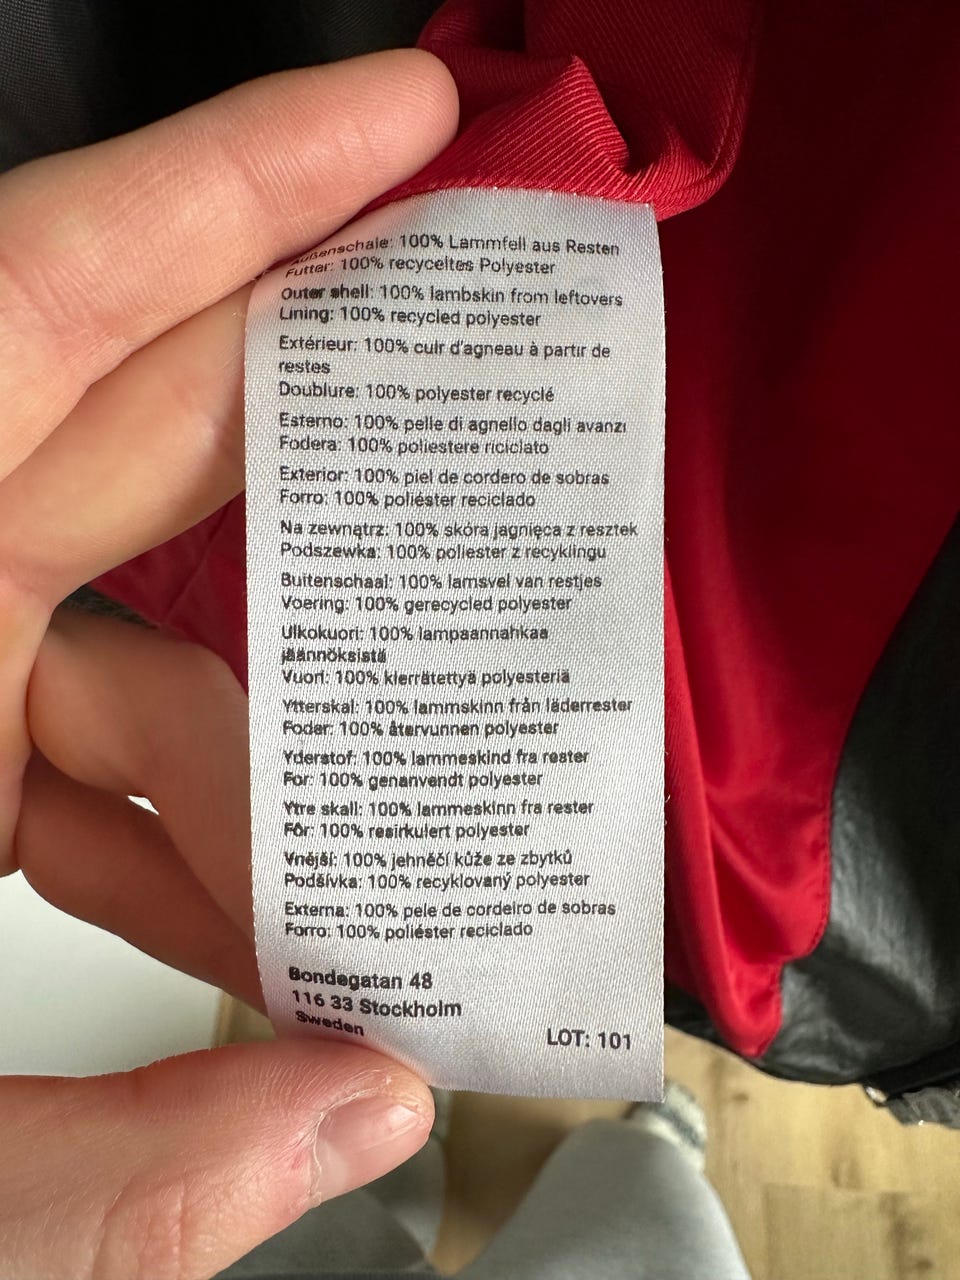 Außenschale: 100% Lammfell aus Resten
Futter: 100% recyceltes Polyester
Outer shell: 100% lambskin from leftovers
Lining: 100% recycled polyester
Extérieur: 100% cuir d'agneau à partir de
restes
Doublure: 100% polyester recyclé
Esterno: 100% pelle di agnello dagli avanzi
Fodera: 100% poliestere riciclato
Exterior: 100% piel de cordero de sobras
Forro: 100% poliéster reciclado
Na zewnątrz: 100% skóra jagnięca z resztek
Podszewka: 100% poliester z recyklingu
Buitenschaal: 100% lamsvel van restjes
Voering: 100% gerecycled polyester
Ulkokuori: 100% lampaannahkaa
jäännöksistä
Vuori: 100% kierrätettyä polyesteriä
Ytterskal: 100% lammskinn från läderrester
Foder: 100% återvunnen polyester
Yderstof: 100% lammeskind fra rester
For: 100% genanvendt polyester
Ytre skall: 100% lammeskinn fra rester
Fôr: 100% resirkulert polyester
Vnější: 100% jehněčí kůže ze zbytků
Podšívka: 100% recyklovaný polyester
Externa: 100% pele de cordeiro de sobras
Forro: 100% poliéster reciclado
Bondegatan 48
116 33 Stockholm
Sweden
LOT: 101